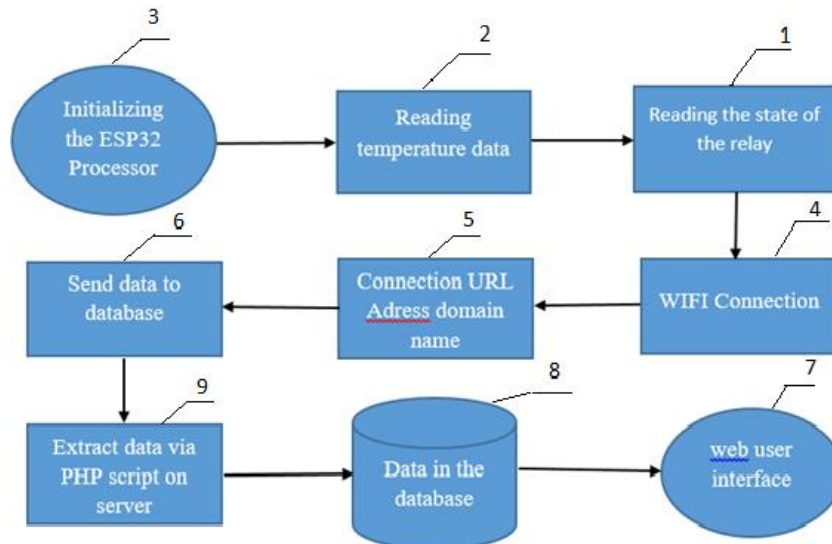 3
Initializing
the ESP32
Processor
2
Reading
temperature data
1
Reading the state of
the relay
6
Send data to
database
5
Connection URL
Adress domain
name
4
WIFI Connection
9
Extract data via
PHP script on
server
8
Data in the
database
7
web user
interface